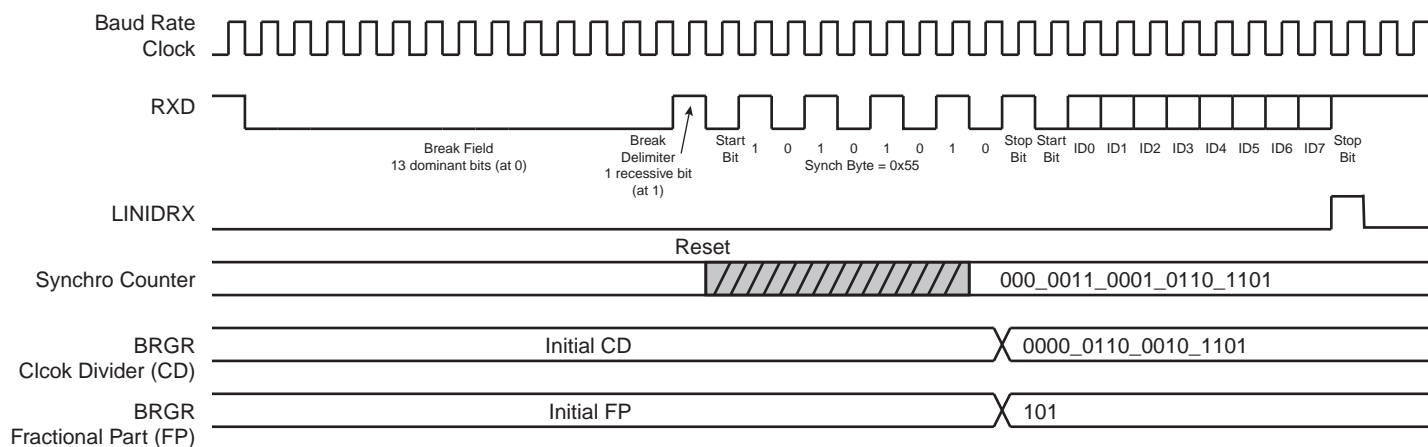 Baud Rate
Clock
RXD
Break Field
13 dominant bits (at 0)
Break
Delimiter
1 recessive bit
(at 1)
Start
Bit
1 0 1 0 1 0 1 0
Synch Byte = 0x55
Stop
Bit
Start
Bit
ID0 ID1 ID2 ID3 ID4 ID5 ID6 ID7
Stop
Bit
LINIDRX
Reset
Synchro Counter
000_0011_0001_0110_1101
BRGR
Clcok Divider (CD)
Initial CD
0000_0110_0010_1101
BRGR
Fractional Part (FP)
Initial FP
101